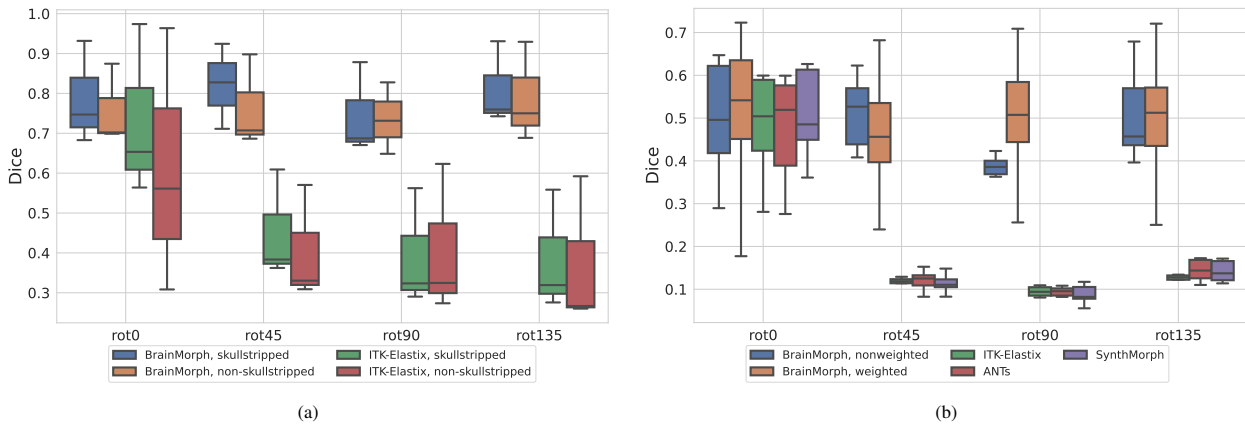 1.0
0.9
0.8
0.7
0.6
0.5
0.4
0.3
Dice
rot0 rot45 rot90 rot135
BrainMorph, skullstripped ITK-Elastix, skullstripped
BrainMorph, non-skullstripped ITK-Elastix, non-skullstripped
(a)
0.7
0.6
0.5
0.4
0.3
0.2
0.1
Dice
rot0 rot45 rot90 rot135
BrainMorph, nonweighted ITK-Elastix SynthMorph
BrainMorph, weighted ANTs
(b)